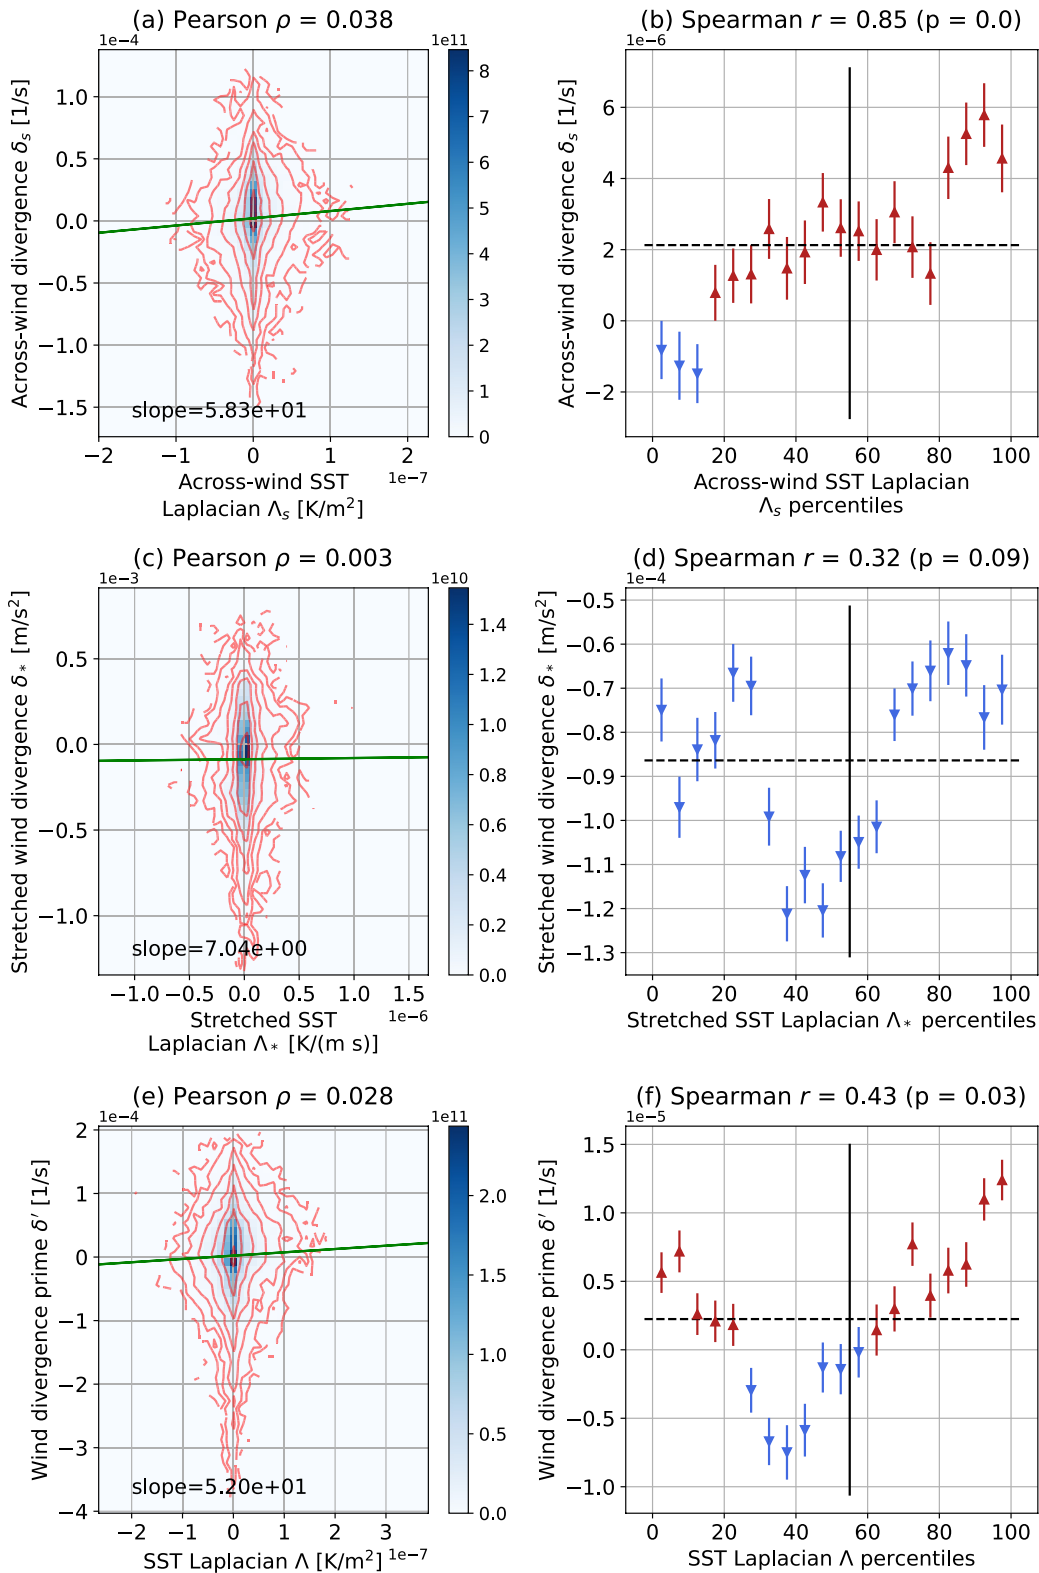 (a) Pearson ρ = 0.038
1e−4
1e11
Across-wind divergence δs [1/s]
1.0
0.5
0.0
−0.5
−1.0
−1.5
slope=5.83e+01
−2
−1
0
1
2
1e−7
Across-wind SST
Laplacian Λs [K/m²]
8
7
6
5
4
3
2
1
0
(b) Spearman r = 0.85 (p = 0.0)
1e−6
Across-wind divergence δs [1/s]
6
4
2
0
−2
0
20
40
60
80
100
Across-wind SST Laplacian
Λs percentiles
(c) Pearson ρ = 0.003
1e−3
1e10
Stretched wind divergence δ* [m/s²]
0.5
0.0
−0.5
−1.0
slope=7.04e+00
−1.0
−0.5
0.0
0.5
1.0
1.5
1e−6
Stretched SST
Laplacian Λ* [K/(m s)]
1.4
1.2
1.0
0.8
0.6
0.4
0.2
0.0
(d) Spearman r = 0.32 (p = 0.09)
1e−4
Stretched wind divergence δ* [m/s²]
−0.5
−0.6
−0.7
−0.8
−0.9
−1.0
−1.1
−1.2
−1.3
0
20
40
60
80
100
Stretched SST Laplacian Λ* percentiles
(e) Pearson ρ = 0.028
1e−4
1e11
Wind divergence prime δ′ [1/s]
2
1
0
−1
−2
−3
−4
slope=5.20e+01
−2
−1
0
1
2
3
1e−7
SST Laplacian Λ [K/m²]
2.0
1.5
1.0
0.5
0.0
(f) Spearman r = 0.43 (p = 0.03)
1e−5
Wind divergence prime δ′ [1/s]
1.5
1.0
0.5
0.0
−0.5
−1.0
0
20
40
60
80
100
SST Laplacian Λ percentiles